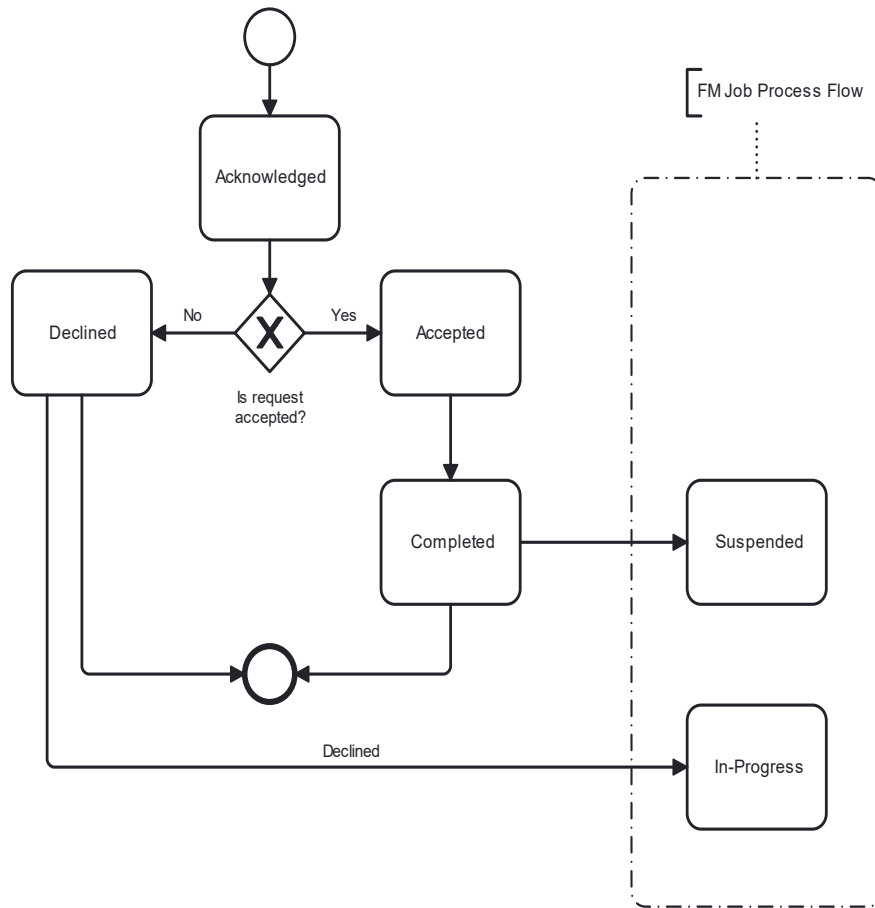 FM Job Process Flow
Acknowledged
Declined
No
X
Yes
Accepted
Is request
accepted?
Completed
Suspended
Declined
In-Progress